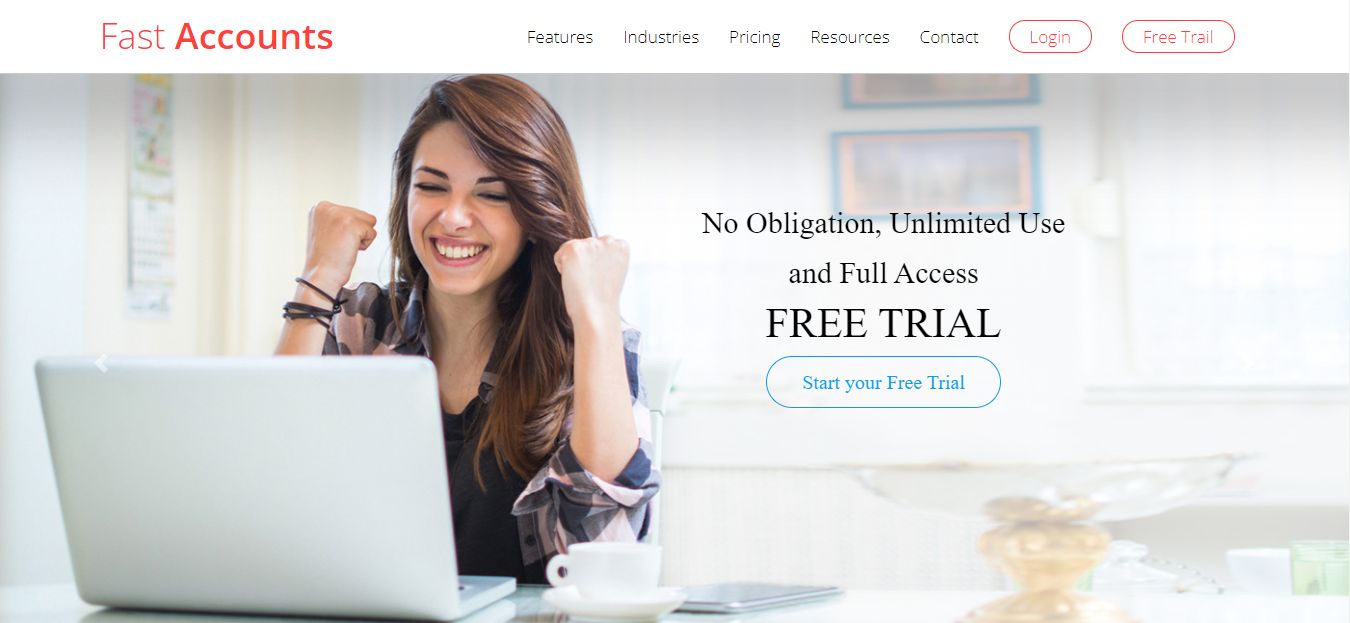 Fast Accounts
Features
Industries
Pricing
Resources
Contact
Login
Free Trail
No Obligation, Unlimited Use
and Full Access
FREE TRIAL
Start your Free Trial